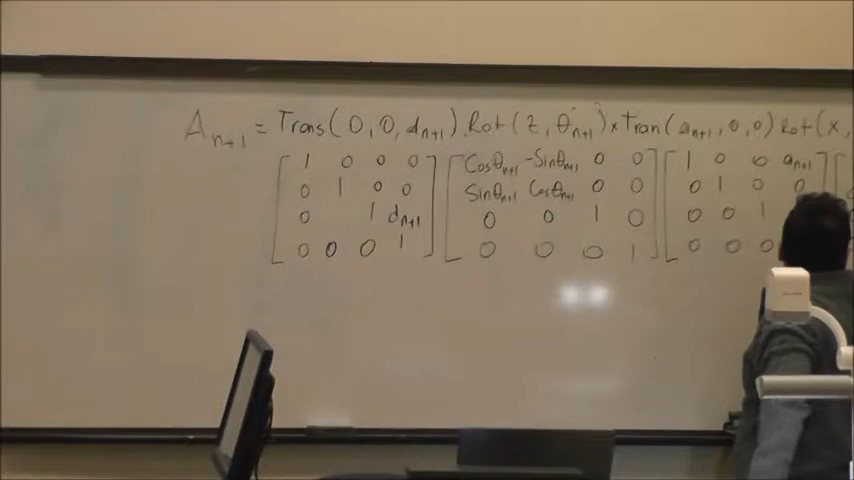 A_{n+1} = Trans(0, 0, d_{n+1}) . Rot(z, θ_{n+1}) × Tran(a_{n+1}, 0, 0) Rot(x,
[1 0 0 0] [Cosθ_{n+1} -Sinθ_{n+1} 0 0] [1 0 0 a_{n+1}] [
0 1 0 0 Sinθ_{n+1} Cosθ_{n+1} 0 0 0 1 0 0
0 1 d_{n+1} 0 0 1 0 0 0 1
0 0 0 1 0 0 0 1 0 0 0